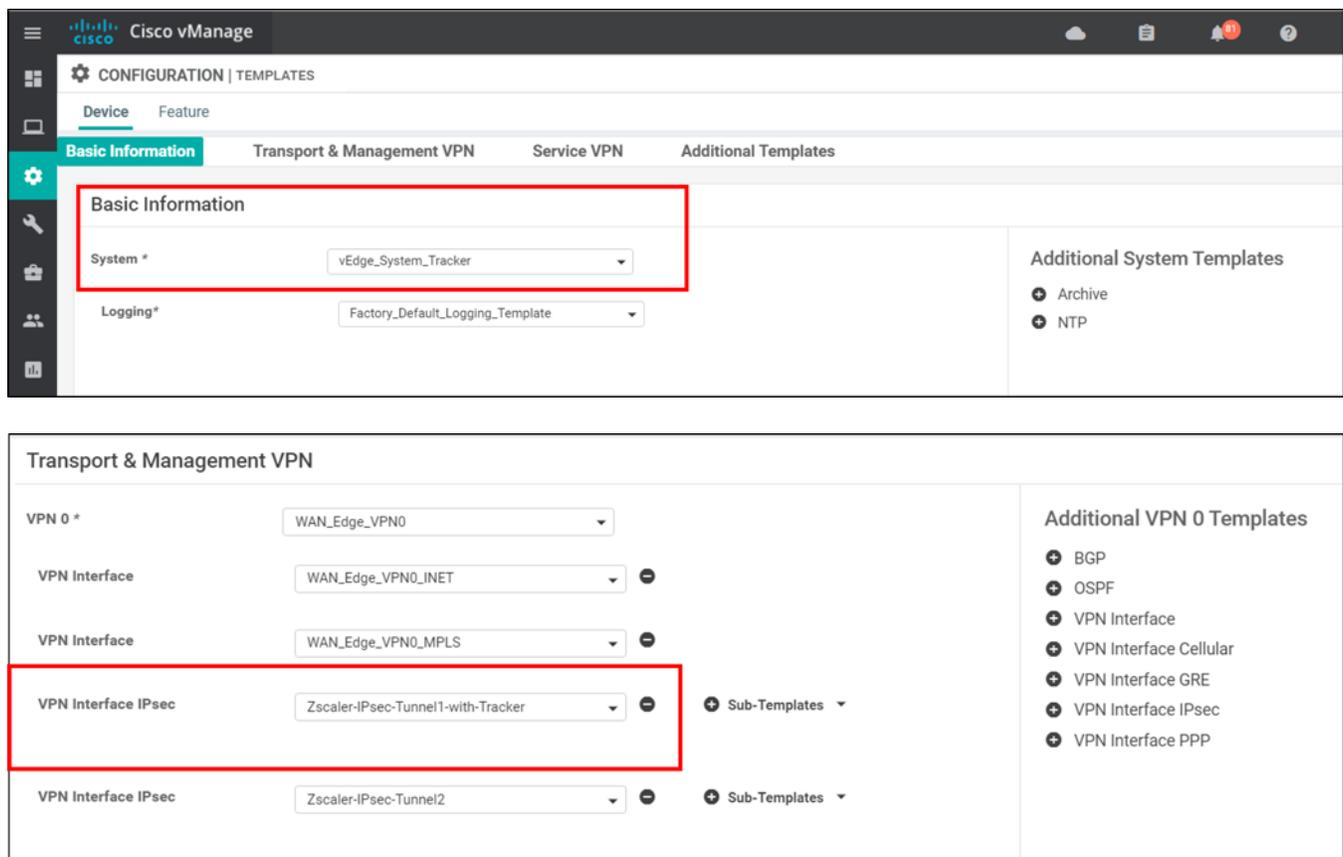 cisco Cisco vManage 81
CONFIGURATION | TEMPLATES
Device Feature
Basic Information Transport & Management VPN Service VPN Additional Templates
Basic Information
System * vEdge_System_Tracker
Logging* Factory_Default_Logging_Template
Additional System Templates
Archive
NTP
Transport & Management VPN
VPN 0 * WAN_Edge_VPN0
VPN Interface WAN_Edge_VPN0_INET
VPN Interface WAN_Edge_VPN0_MPLS
VPN Interface IPsec Zscaler-IPsec-Tunnel1-with-Tracker Sub-Templates
VPN Interface IPsec Zscaler-IPsec-Tunnel2 Sub-Templates
Additional VPN 0 Templates
BGP
OSPF
VPN Interface
VPN Interface Cellular
VPN Interface GRE
VPN Interface IPsec
VPN Interface PPP